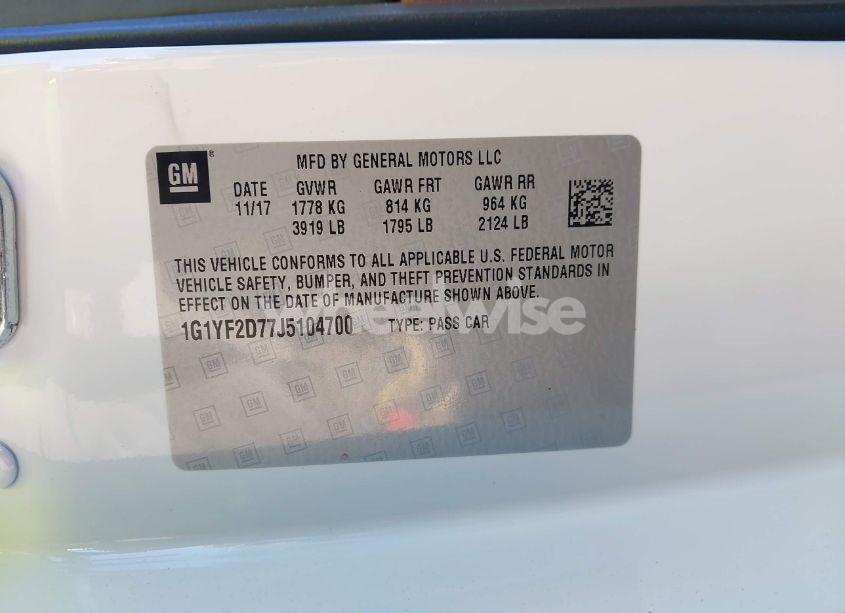 GM
MFD BY GENERAL MOTORS LLC
DATE GVWR GAWR FRT GAWR RR
11/17 1778 KG 814 KG 964 KG
3919 LB 1795 LB 2124 LB
THIS VEHICLE CONFORMS TO ALL APPLICABLE U.S. FEDERAL MOTOR
VEHICLE SAFETY, BUMPER, AND THEFT PREVENTION STANDARDS IN
EFFECT ON THE DATE OF MANUFACTURE SHOWN ABOVE.
1G1YF2D77J5104700 TYPE: PASS CAR
wheelwise